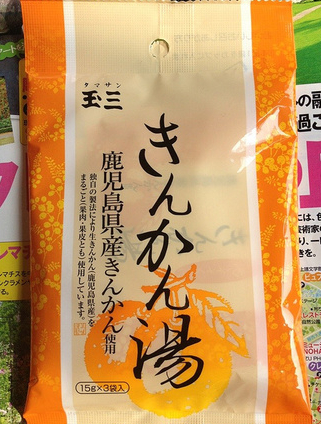 タマサン
玉三
きんかん湯
鹿児島県産きんかん使用
独自の製法により生きんかん(鹿児島県産)を
まるごと(果肉・果皮とも)使用しています。
15g×3袋入